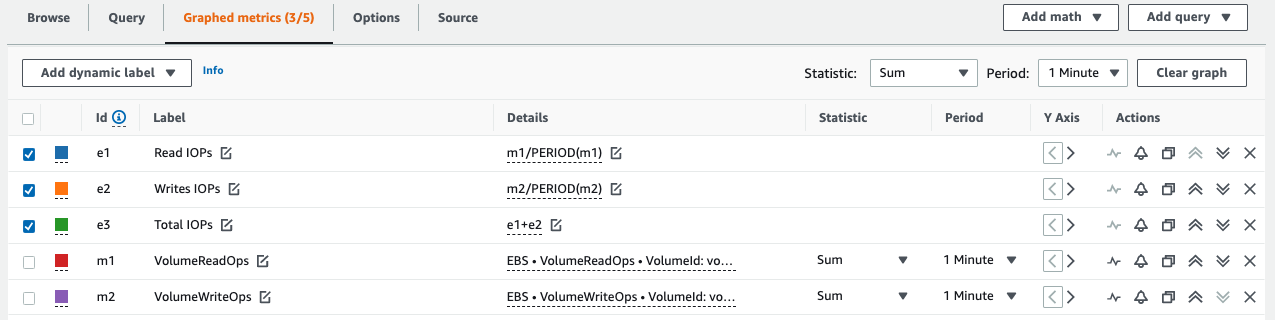 Browse Query Graphed metrics (3/5) Options Source Add math Add query
Add dynamic label Info Statistic: Sum Period: 1 Minute Clear graph
Id Label Details Statistic Period Y Axis Actions
e1 Read IOPs m1/PERIOD(m1)
e2 Writes IOPs m2/PERIOD(m2)
e3 Total IOPs e1+e2
m1 VolumeReadOps EBS • VolumeReadOps • VolumeId: vo... Sum 1 Minute
m2 VolumeWriteOps EBS • VolumeWriteOps • VolumeId: vo... Sum 1 Minute